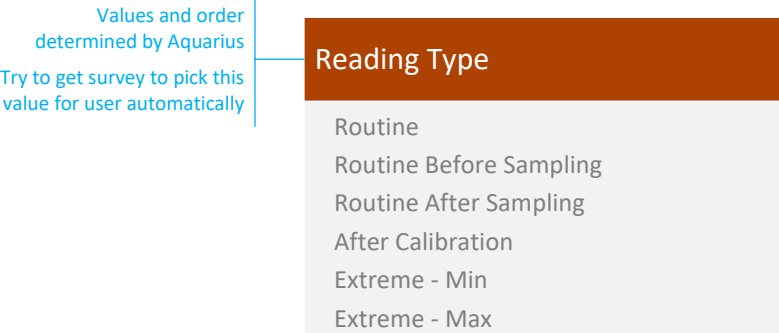 Values and order
determined by Aquarius
Try to get survey to pick this
value for user automatically
Reading Type
Routine
Routine Before Sampling
Routine After Sampling
After Calibration
Extreme - Min
Extreme - Max